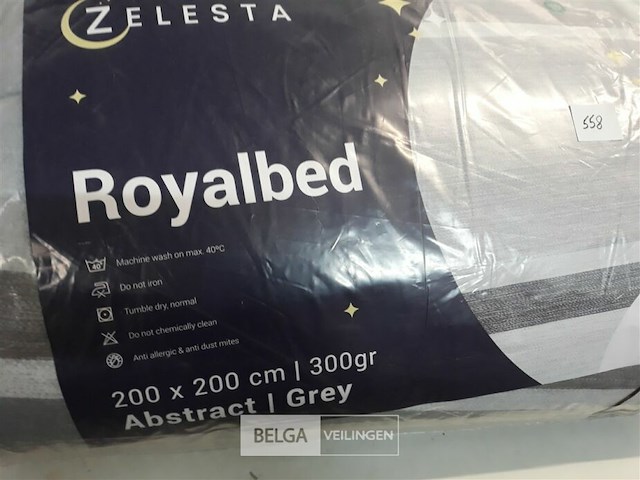 ZELESTA
558
Royalbed
40°
Machine wash on max. 40ºC
Do not iron
Tumble dry, normal
Do not chemically clean
Anti allergic & anti dust mites
200 x 200 cm | 300gr
Abstract | Grey
BELGA VEILINGEN